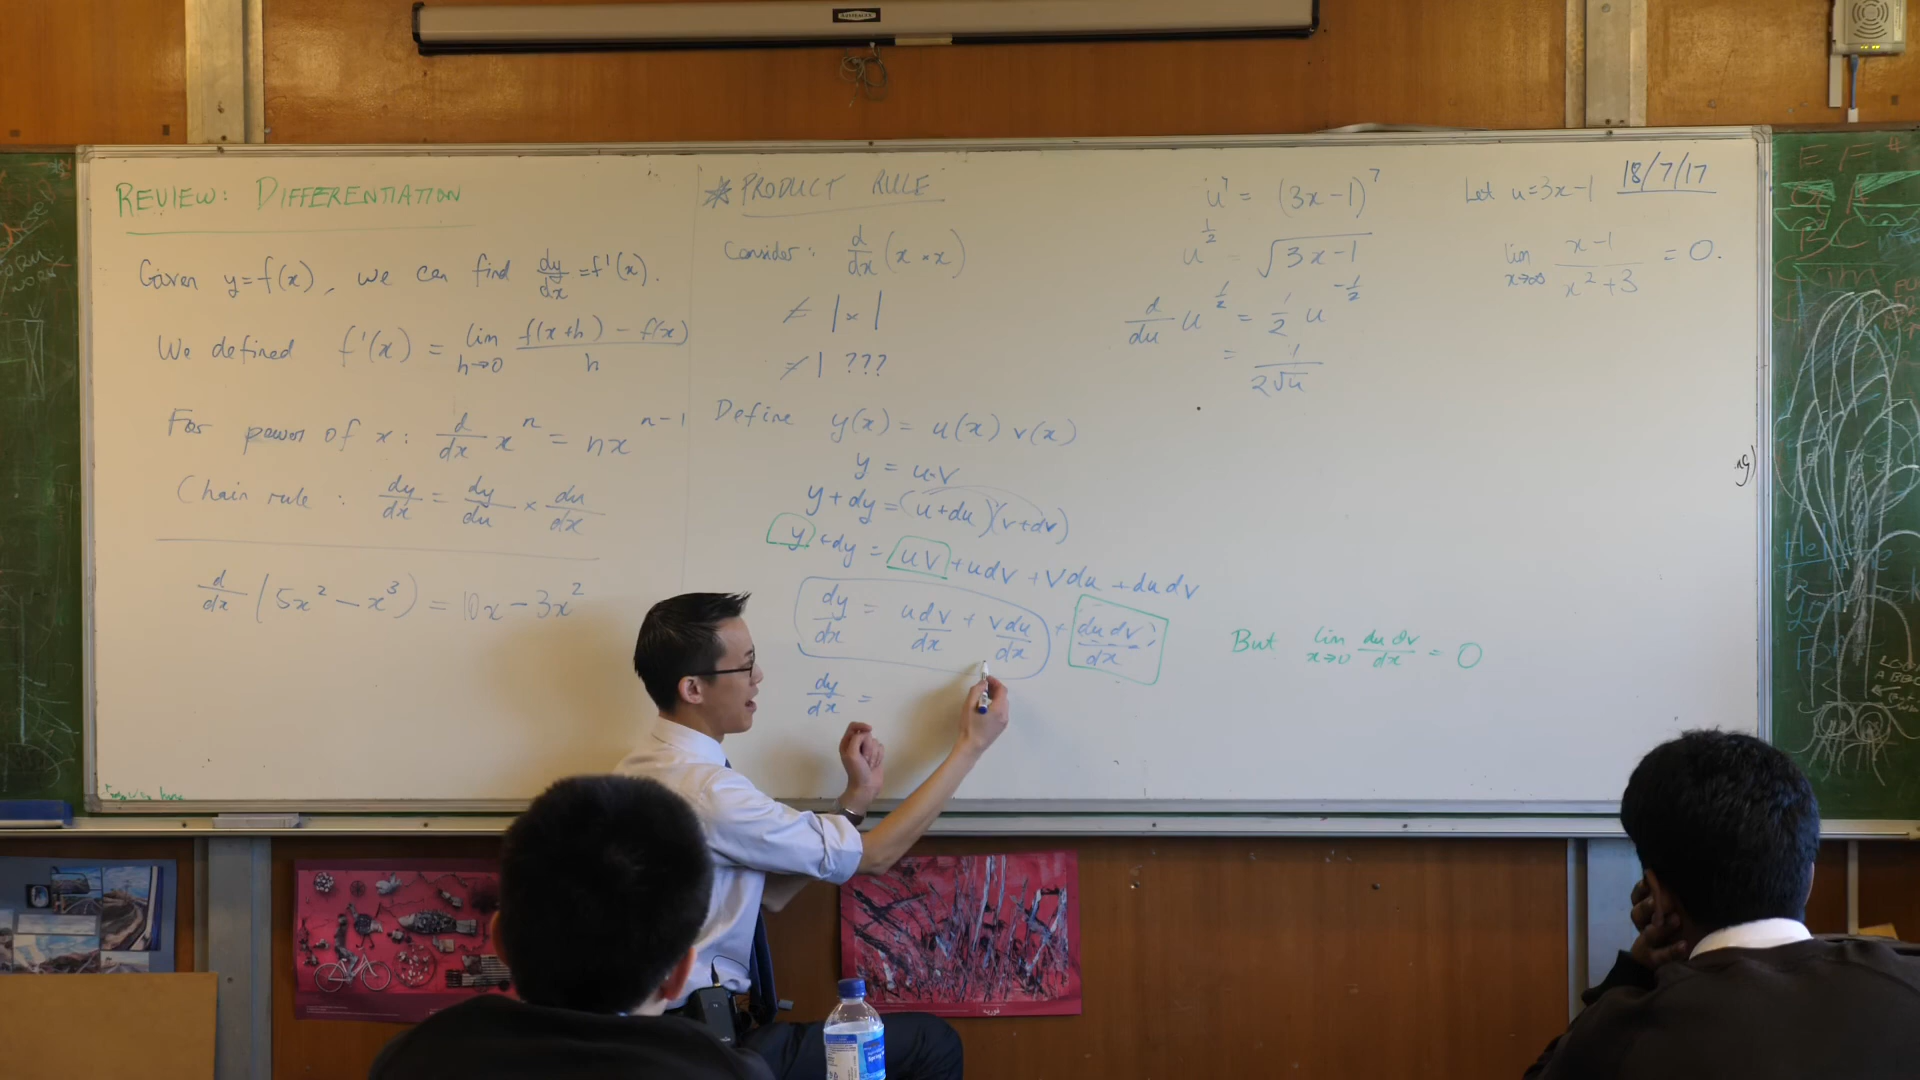 REVIEW: DIFFERENTIATION
Given y=f(x), we can find dy/dx = f'(x).
We defined f'(x) = lim h→0 (f(x+h) - f(x))/h
For power of x: d/dx x^n = nx^(n-1)
Chain rule: dy/dx = dy/du × du/dx
d/dx (5x² - x³) = 10x - 3x²
* PRODUCT RULE
Consider: d/dx (x × x)
≠ 1 × 1
≠ 1 ???
Define y(x) = u(x) v(x)
y = u·v
y + dy = (u+du)(v+dv)
y + dy = uv + udv + vdu + dudv
dy/dx = udv/dx + vdu/dx + dudv/dx
dy/dx =
But lim x→0 dudv/dx = 0
u⁷ = (3x-1)⁷
u^(1/2) = √(3x-1)
d/du u^(1/2) = 1/2 u^(-1/2)
= 1/(2√u)
Let u=3x-1
18/7/17
lim x→∞ (x-1)/(x²+3) = 0.